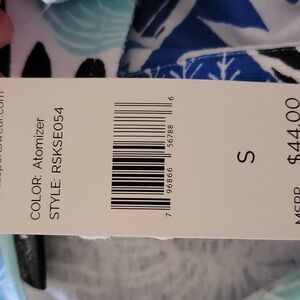 COLOR: Atomizer
STYLE: RSKSE054
7 96866 56788 6
S
MSRP $44.00